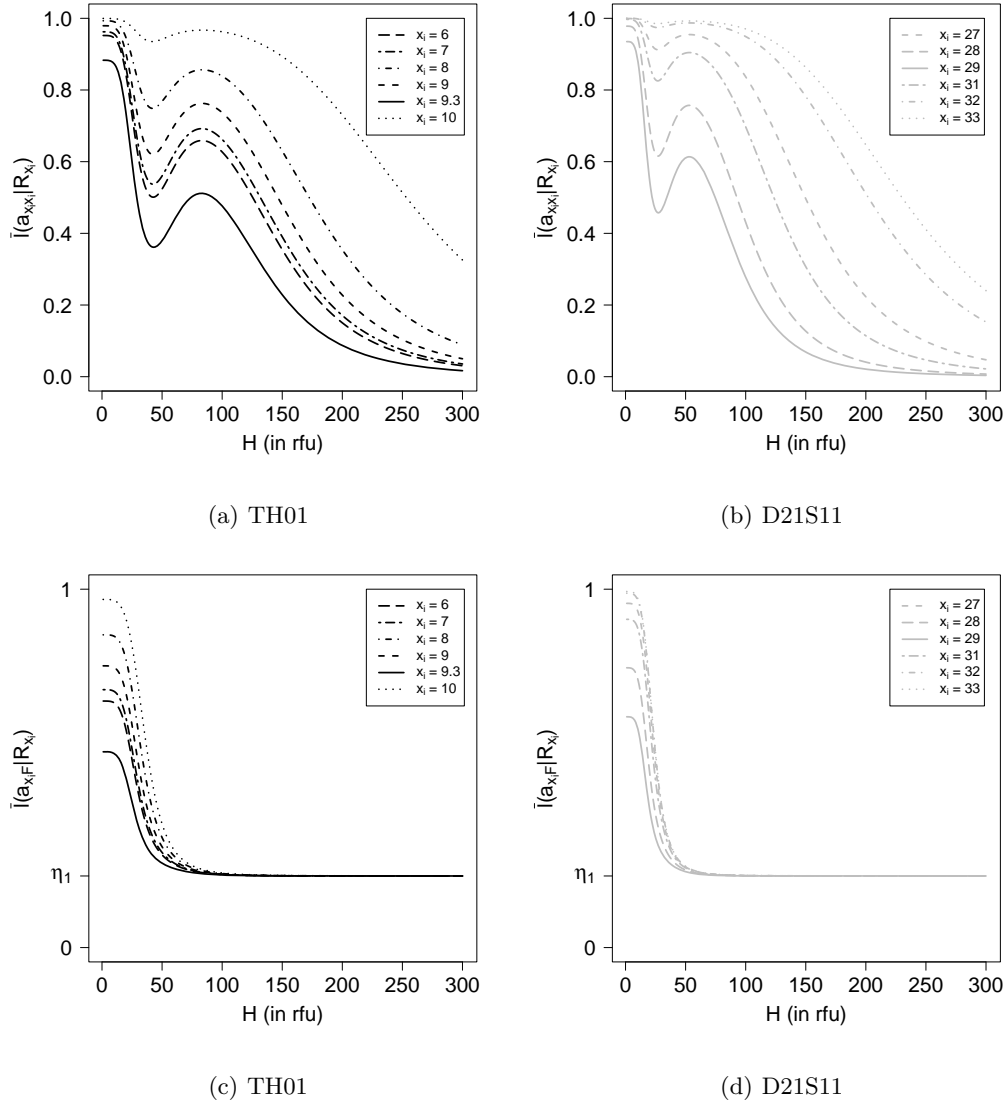 1.0
0.8
0.6
0.4
0.2
0.0
Ī(a_{x_i x_i}|R_{x_i})
0 50 100 150 200 250 300
H (in rfu)
x_i = 6
x_i = 7
x_i = 8
x_i = 9
x_i = 9.3
x_i = 10
(a) TH01
1.0
0.8
0.6
0.4
0.2
0.0
Ī(a_{x_i x_i}|R_{x_i})
0 50 100 150 200 250 300
H (in rfu)
x_i = 27
x_i = 28
x_i = 29
x_i = 31
x_i = 32
x_i = 33
(b) D21S11
1
η₁
0
Ī(a_{x_i F}|R_{x_i})
0 50 100 150 200 250 300
H (in rfu)
x_i = 6
x_i = 7
x_i = 8
x_i = 9
x_i = 9.3
x_i = 10
(c) TH01
1
η₁
0
Ī(a_{x_i F}|R_{x_i})
0 50 100 150 200 250 300
H (in rfu)
x_i = 27
x_i = 28
x_i = 29
x_i = 31
x_i = 32
x_i = 33
(d) D21S11